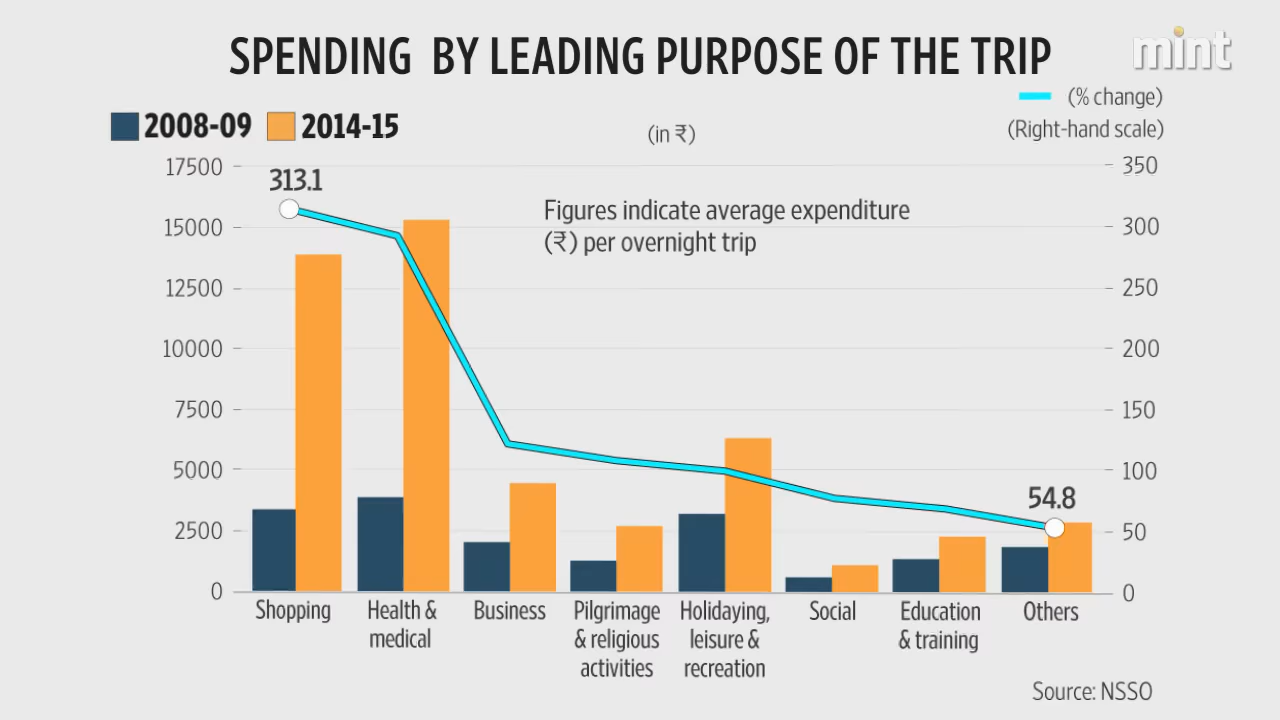 SPENDING BY LEADING PURPOSE OF THE TRIP
mint
(% change)
(Right-hand scale)
2008-09
2014-15
(in ₹)
17500
15000
12500
10000
7500
5000
2500
0
350
300
250
200
150
100
50
0
313.1
Figures indicate average expenditure
(₹) per overnight trip
54.8
Shopping
Health &
medical
Business
Pilgrimage
& religious
activities
Holidaying,
leisure &
recreation
Social
Education
& training
Others
Source: NSSO